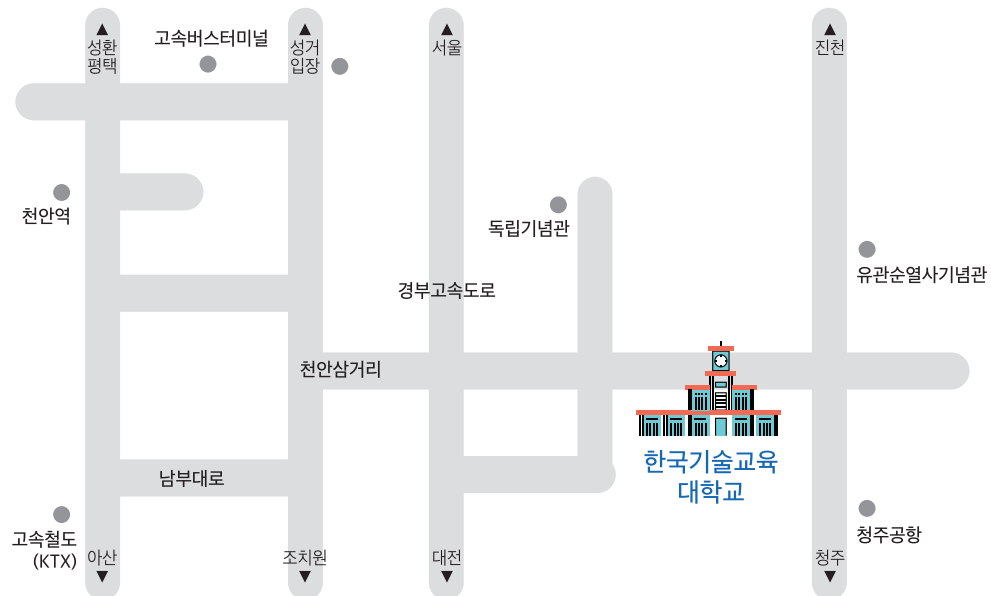 ▲
성환
평택
고속버스터미널
▲
성거
입장
▲
서울
▲
진천
천안역
독립기념관
유관순열사기념관
경부고속도로
천안삼거리
한국기술교육
대학교
남부대로
고속철도
(KTX)
아산
▼
조치원
▼
대전
▼
청주공항
청주
▼